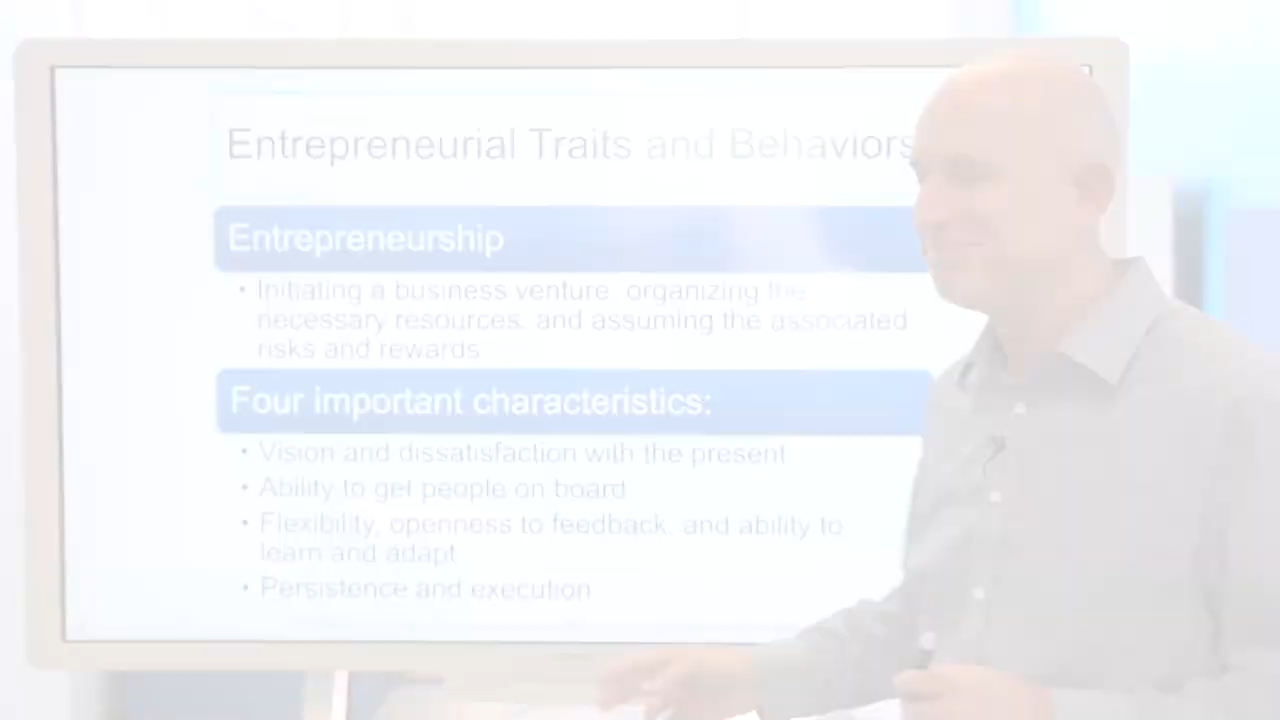 Entrepreneurial Traits and Behaviors
Entrepreneurship
• Initiating a business venture, organizing the
necessary resources, and assuming the associated
risks and rewards
Four important characteristics:
• Vision and dissatisfaction with the present
• Ability to get people on board
• Flexibility, openness to feedback, and ability to
learn and adapt
• Persistence and execution